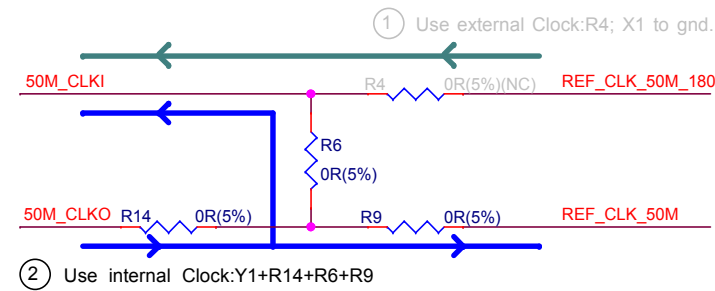 1 Use external Clock:R4; X1 to gnd.
50M_CLKI R4 0R(5%)(NC) REF_CLK_50M_180
R6
0R(5%)
50M_CLKO R14 0R(5%) R9 0R(5%) REF_CLK_50M
2 Use internal Clock:Y1+R14+R6+R9